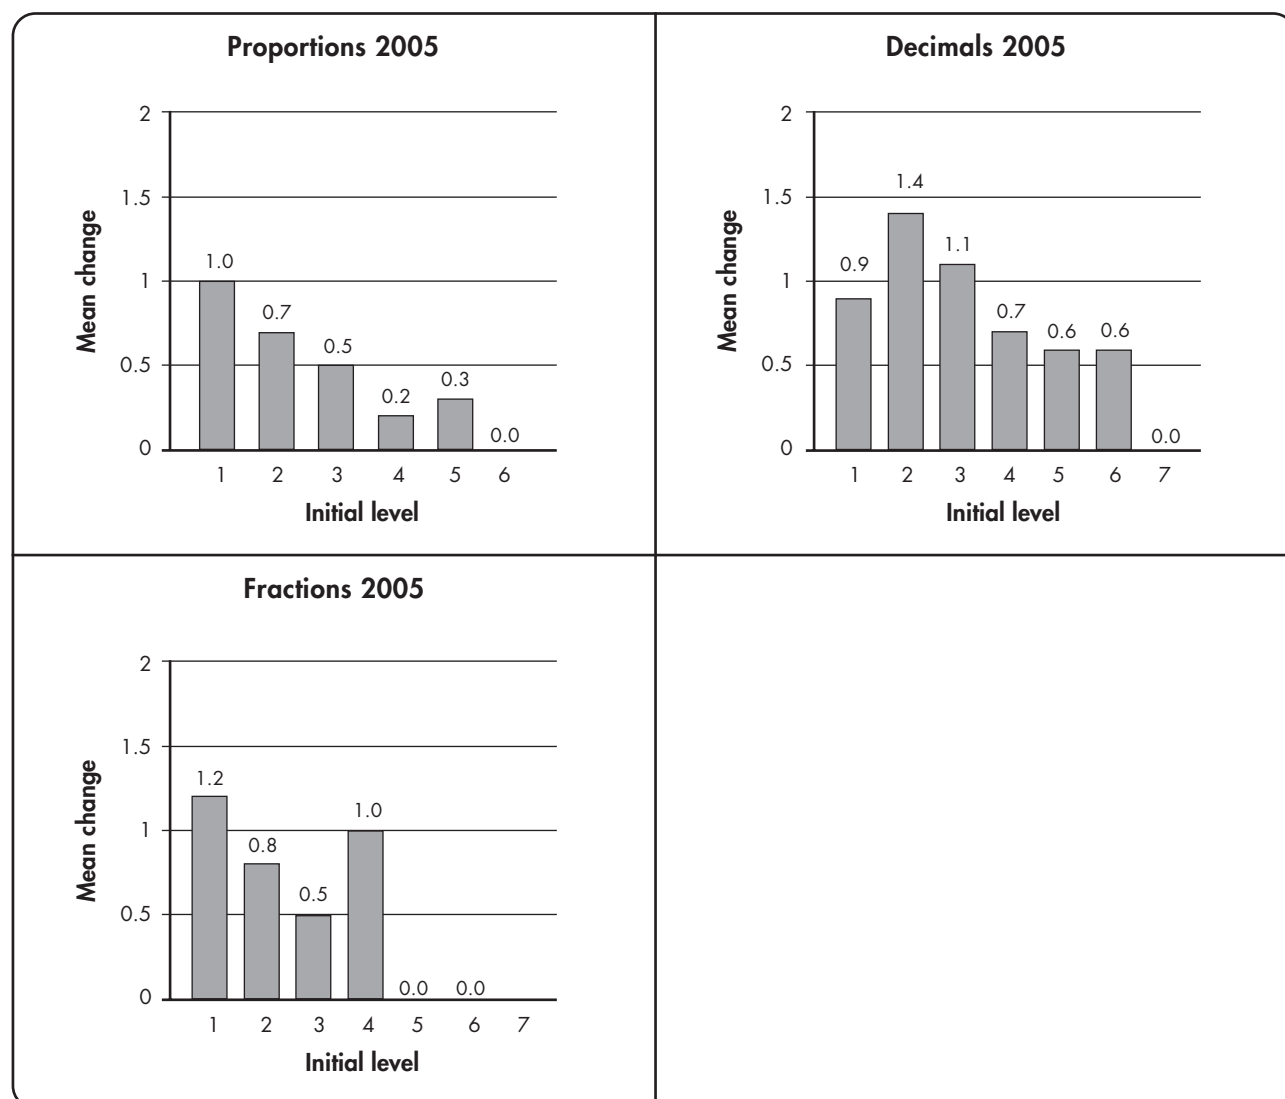 Proportions 2005
2
1.5
1
0.5
0
Mean change
1.0
0.7
0.5
0.2
0.3
0.0
1 2 3 4 5 6
Initial level
Decimals 2005
2
1.5
1
0.5
0
Mean change
0.9
1.4
1.1
0.7
0.6
0.6
0.0
1 2 3 4 5 6 7
Initial level
Fractions 2005
2
1.5
1
0.5
0
Mean change
1.2
0.8
0.5
1.0
0.0
0.0
1 2 3 4 5 6 7
Initial level